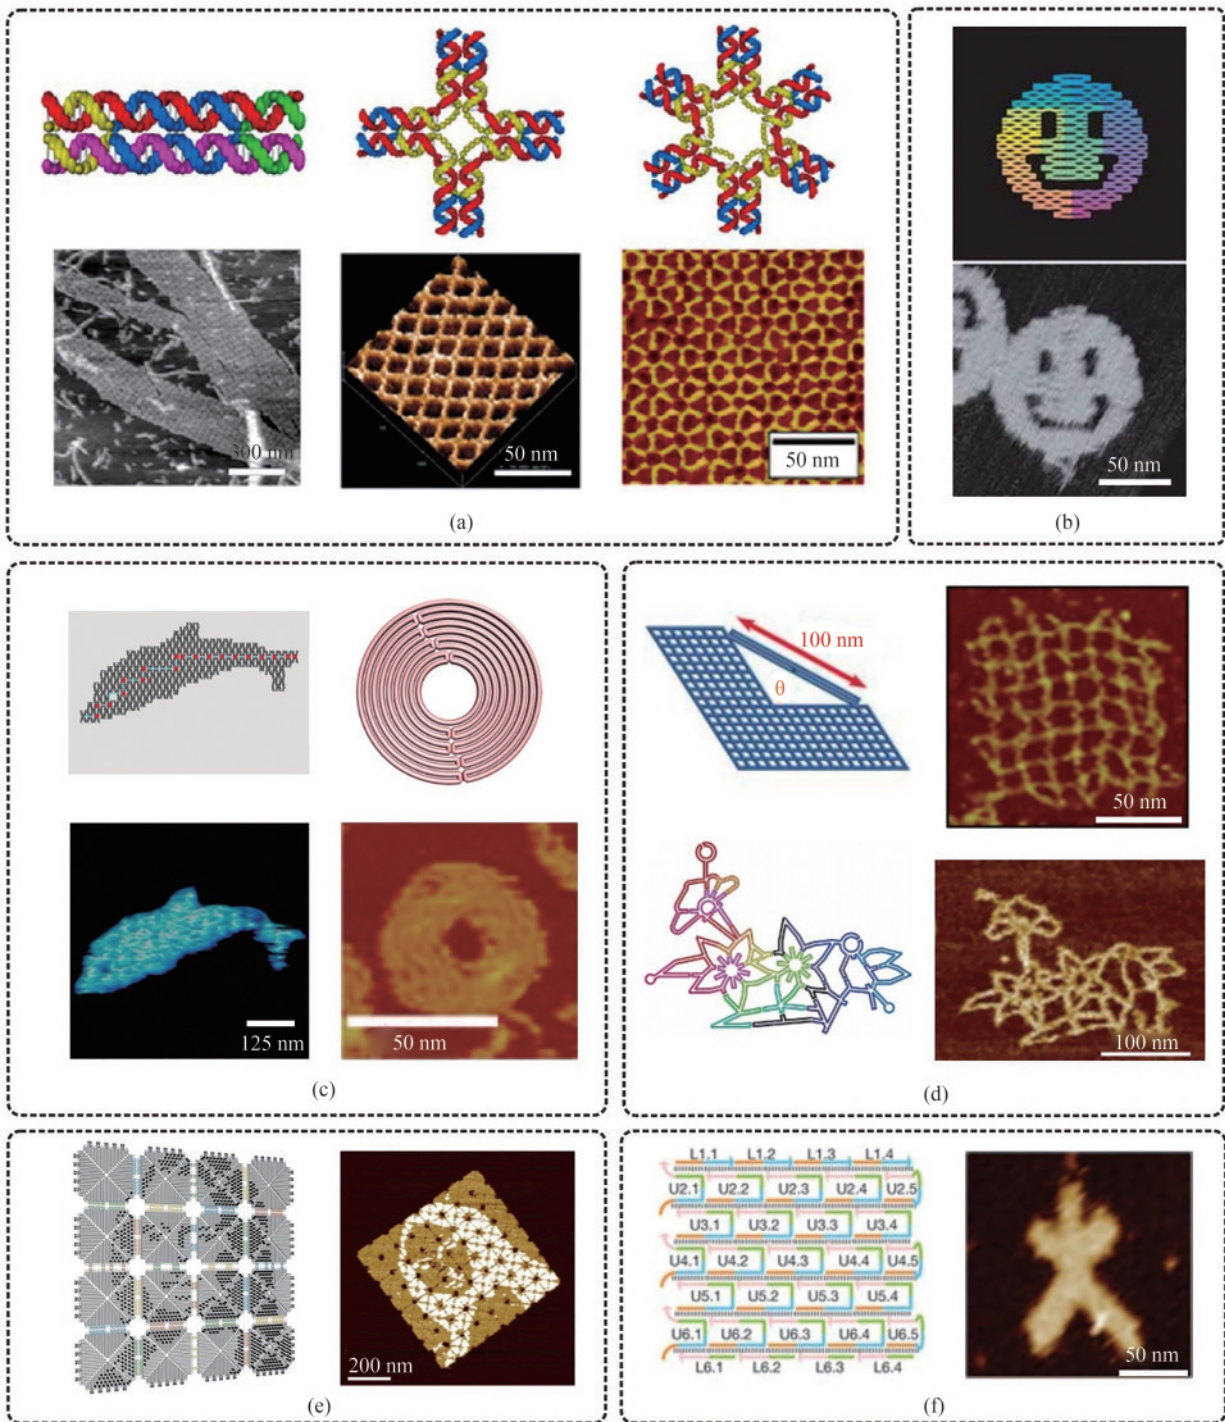 300 nm
50 nm
50 nm
(a)
50 nm
(b)
125 nm
50 nm
(c)
100 nm
θ
50 nm
100 nm
(d)
200 nm
(e)
L1.1 L1.2 L1.3 L1.4
U2.1 U2.2 U2.3 U2.4 U2.5
U3.1 U3.2 U3.3 U3.4
U4.1 U4.2 U4.3 U4.4 U4.5
U5.1 U5.2 U5.3 U5.4
U6.1 U6.2 U6.3 U6.4 U6.5
L6.1 L6.2 L6.3 L6.4
50 nm
(f)